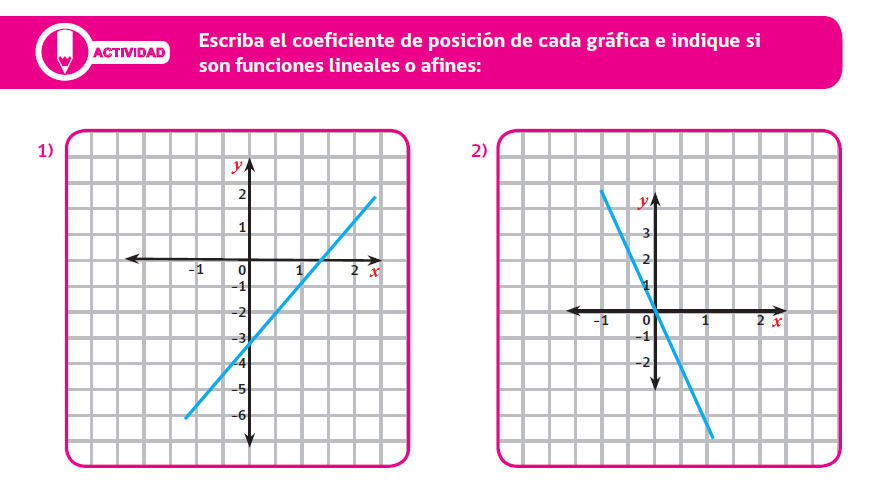 ACTIVIDAD
Escriba el coeficiente de posición de cada gráfica e indique si
son funciones lineales o afines:
1)
y
2
1
-1 0 1 2 x
-1
-2
-3
-4
-5
-6
2)
y
3
2
1
-1 0 1 2 x
-1
-2